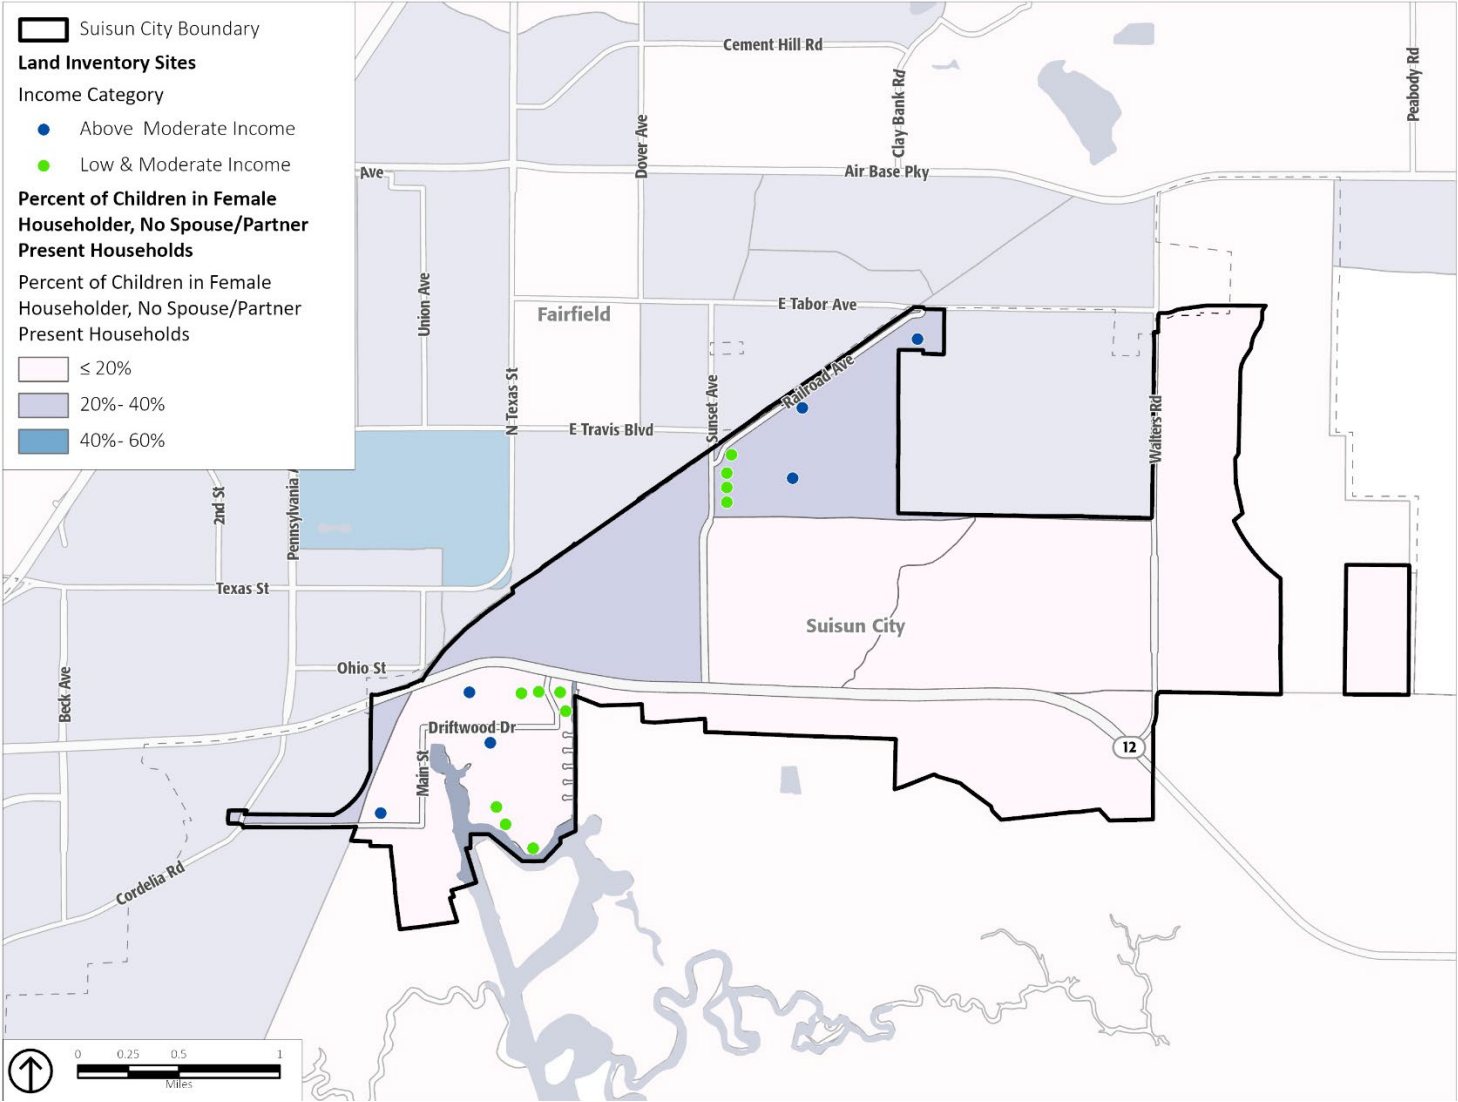 Suisun City Boundary
Land Inventory Sites
Income Category
Above Moderate Income
Low & Moderate Income
Percent of Children in Female
Householder, No Spouse/Partner
Present Households
Percent of Children in Female
Householder, No Spouse/Partner
Present Households
≤ 20%
20%- 40%
40%- 60%
Cement Hill Rd
Clay Bank Rd
Peabody Rd
Dover Ave
Ave
Air Base Pky
Union Ave
Fairfield
E Tabor Ave
N Texas St
Sunset Ave
Railroad Ave
Walters Rd
E Travis Blvd
2nd St
Pennsylvania A
Texas St
Suisun City
Ohio St
Beck Ave
Driftwood Dr
Main St
12
Cordelia Rd
0 0.25 0.5 1
Miles